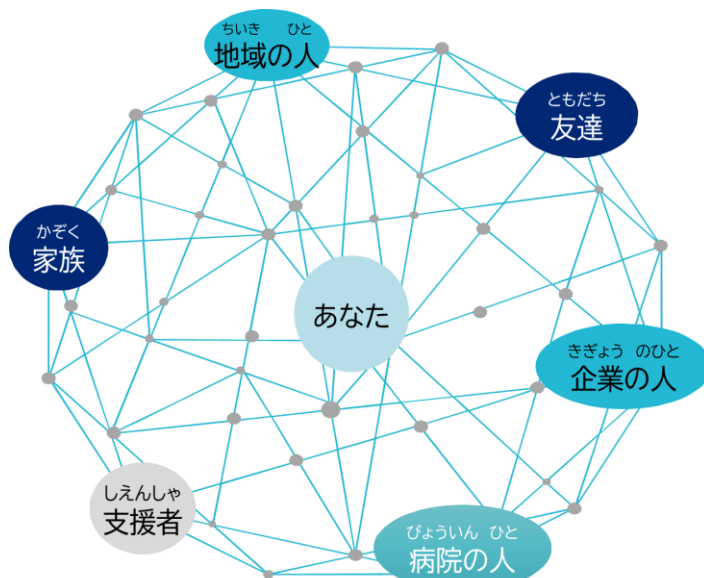 ちいき ひと
地域の人
ともだち
友達
かぞく
家族
あなた
きぎょう のひと
企業の人
しえんしゃ
支援者
びょういん ひと
病院の人